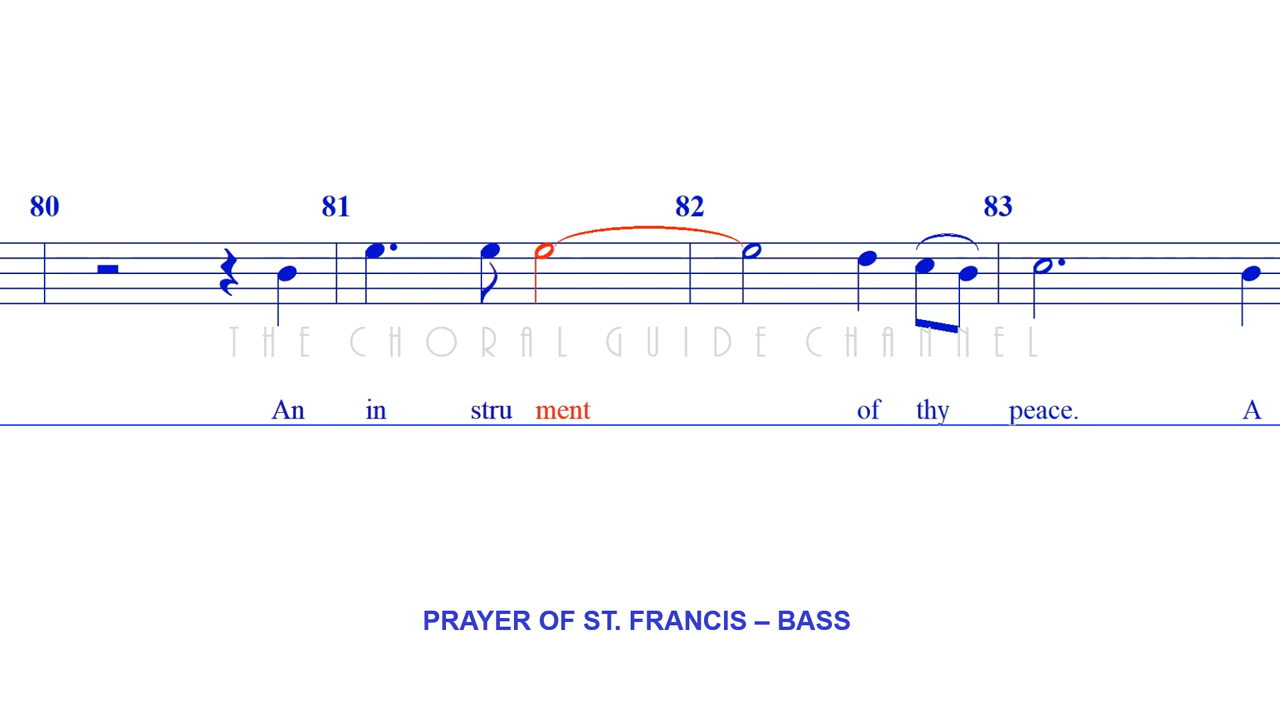 80 81 82 83
THE CHORAL GUIDE CHANNEL
An in stru ment of thy peace. A
PRAYER OF ST. FRANCIS – BASS